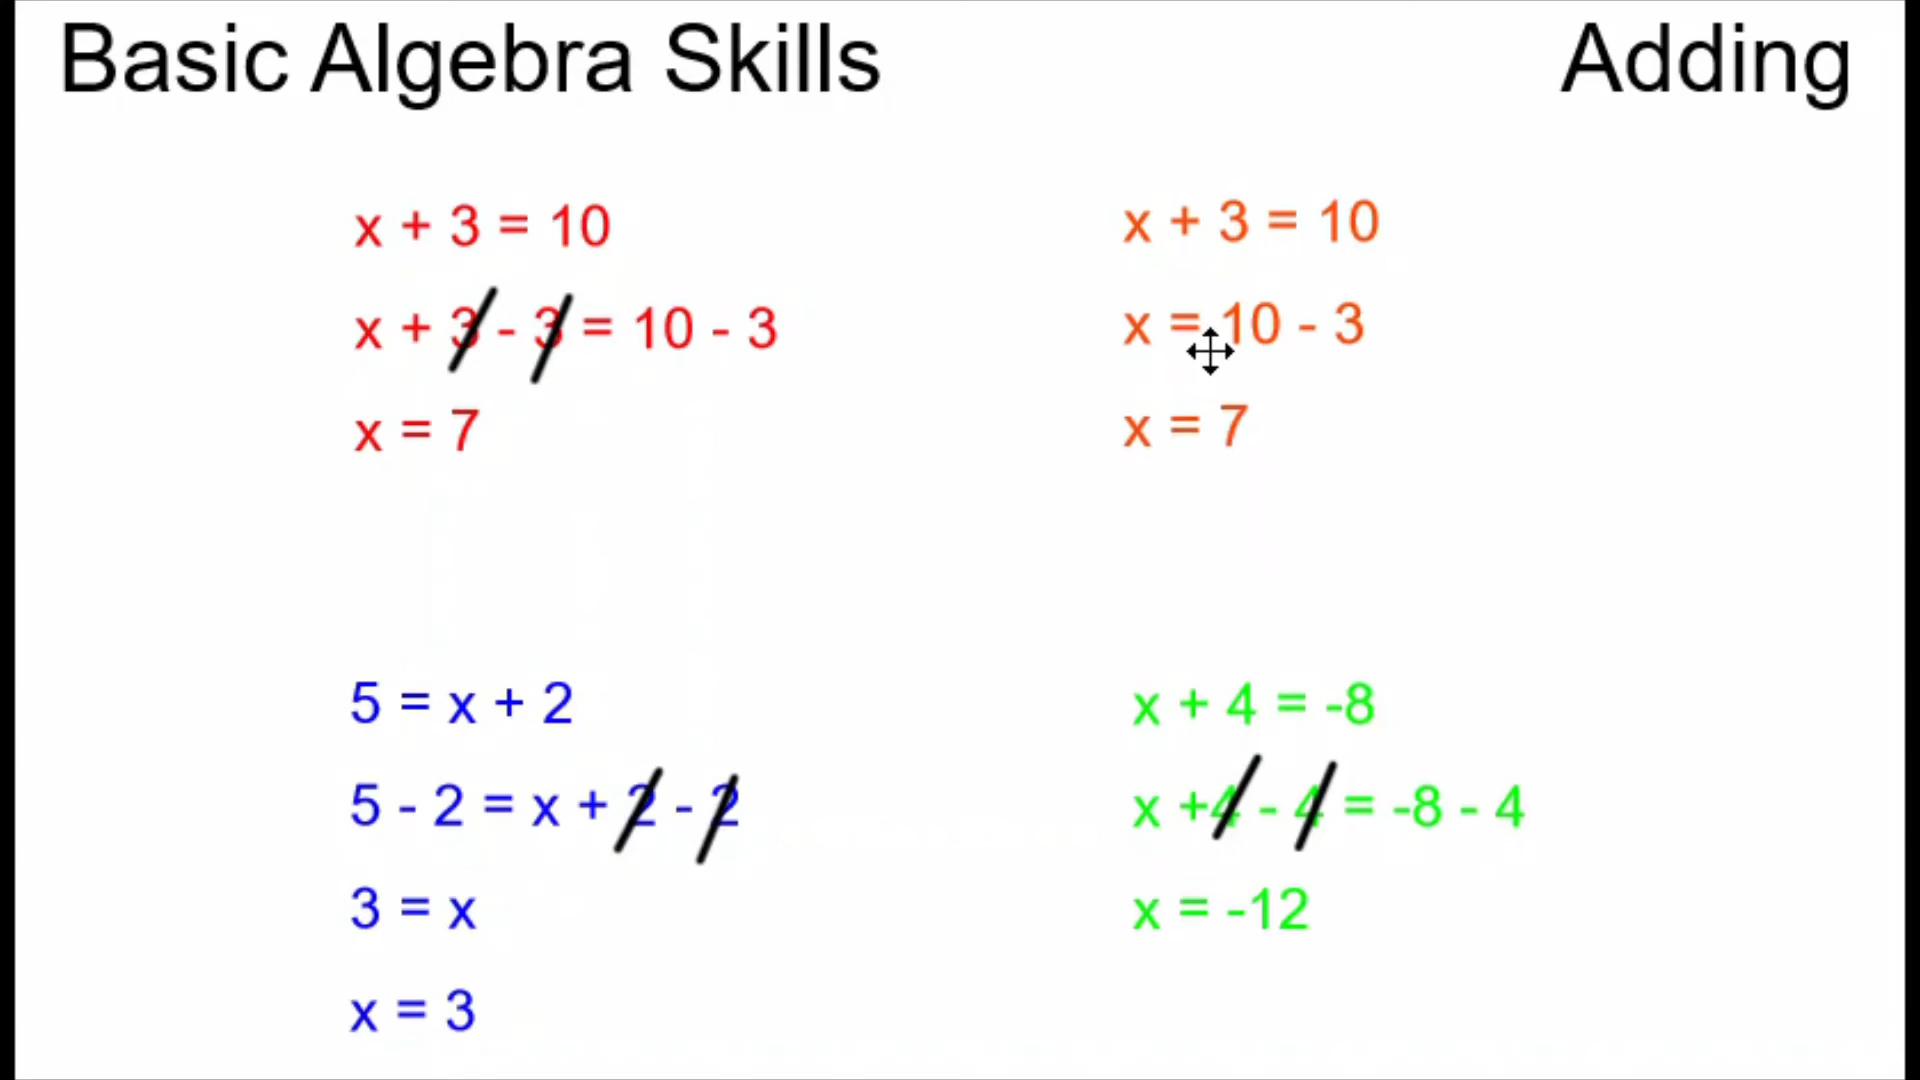 Basic Algebra Skills
Adding
x + 3 = 10
x + 3 - 3 = 10 - 3
x = 7
x + 3 = 10
x = 10 - 3
x = 7
5 = x + 2
5 - 2 = x + 2 - 2
3 = x
x = 3
x + 4 = -8
x +4 - 4 = -8 - 4
x = -12